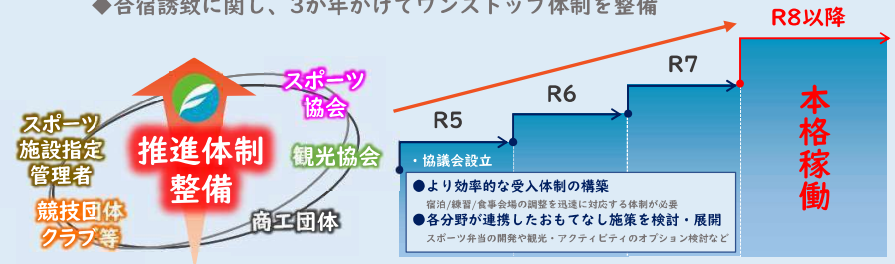 ◆合宿誘致に関し、3か年かけてワンストップ体制を整備
スポーツ
協会
スポーツ
施設指定
管理者
推進体制
整備
観光協会
競技団体
クラブ等
商工団体
R5
R6
R7
R8以降
本格稼働
・協議会設立
●より効率的な受入体制の構築
宿泊/練習/食事会場の調整を迅速に対応する体制が必要
●各分野が連携したおもてなし施策を検討・展開
スポーツ弁当の開発や観光・アクティビティのオプション検討など